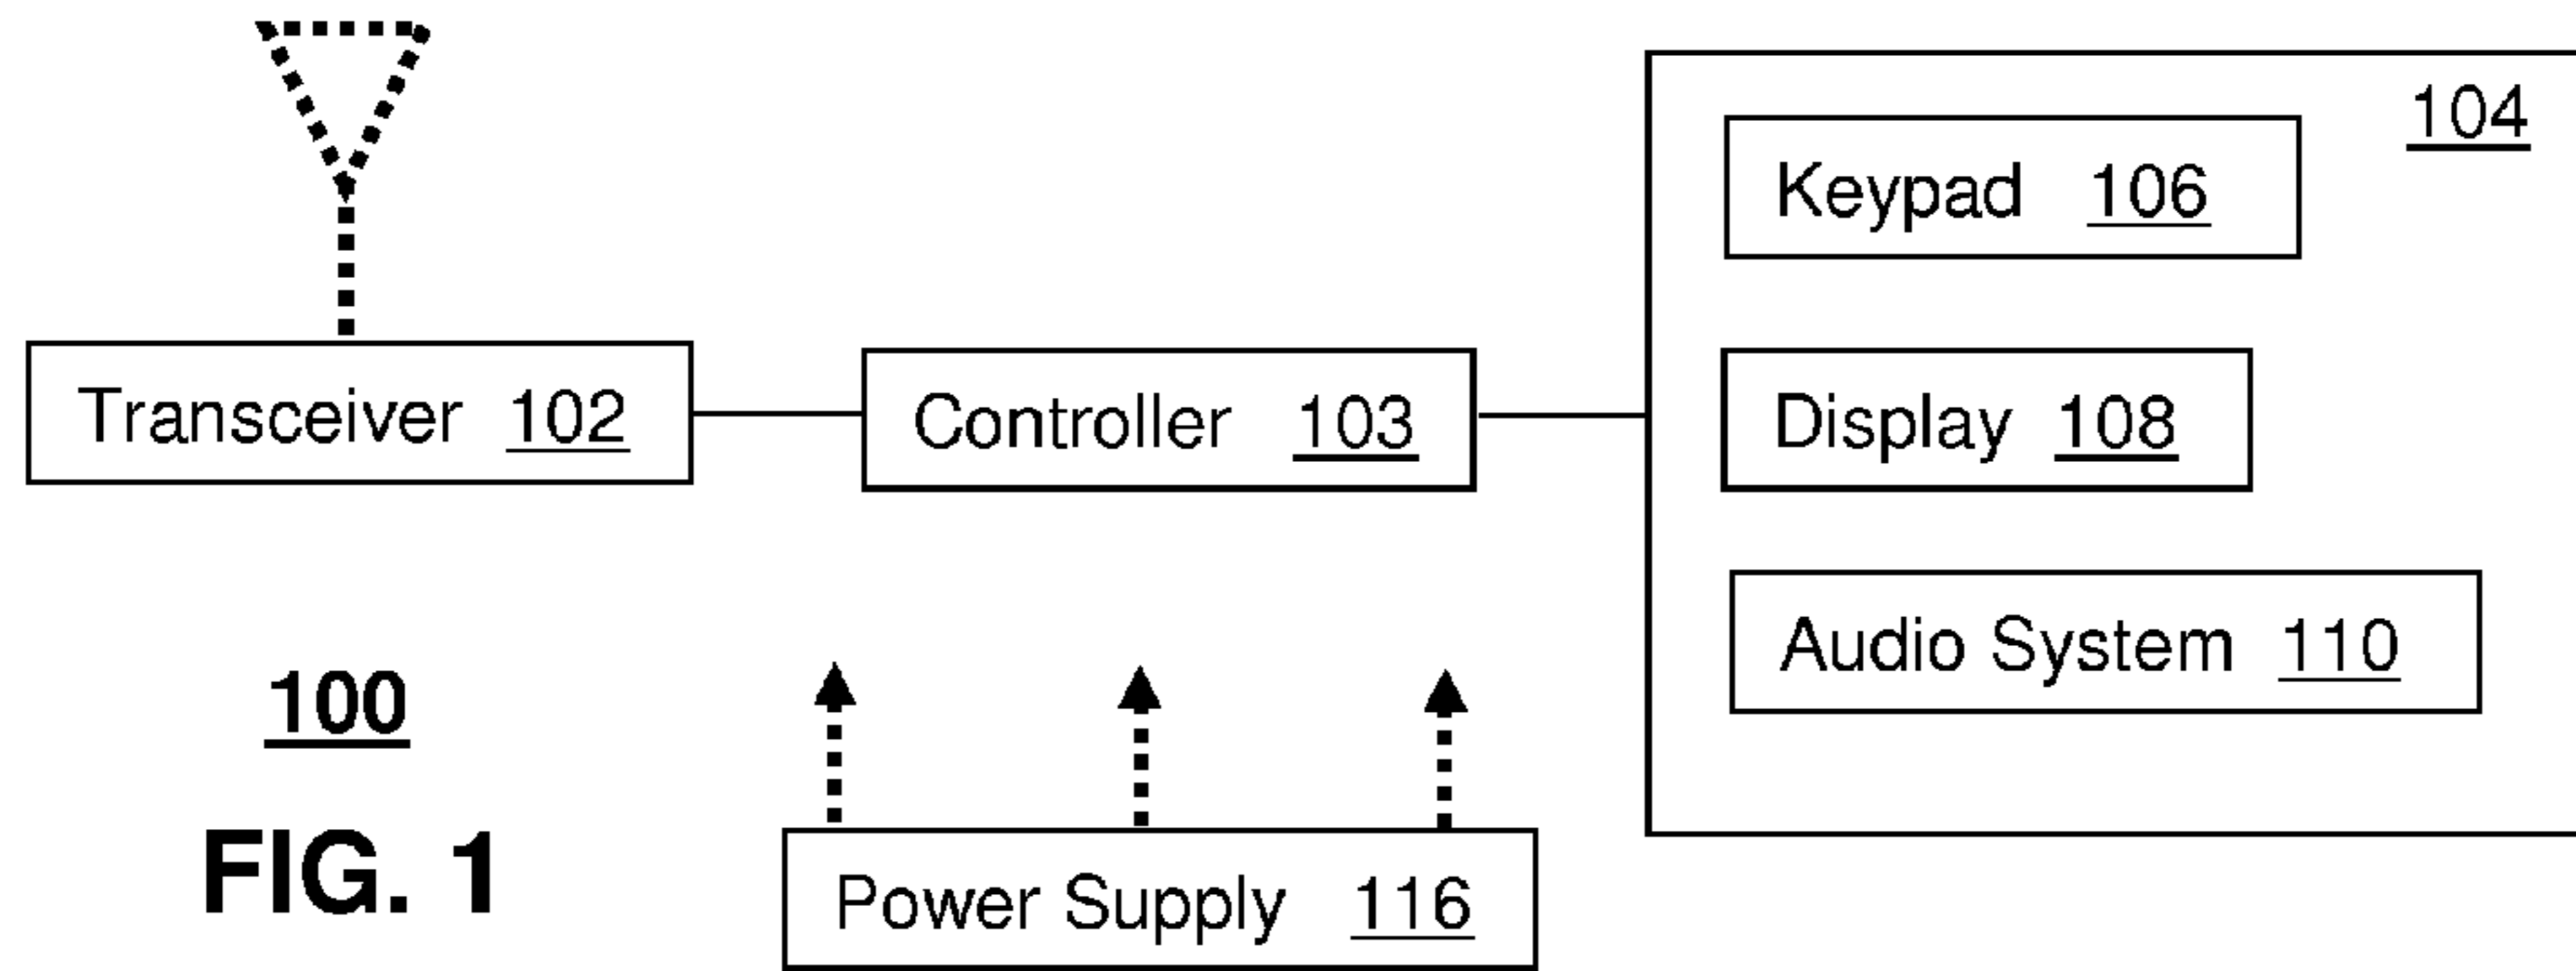 104
Keypad 106
Transceiver 102
Controller 103
Display 108
Audio System 110
100
FIG. 1
Power Supply 116